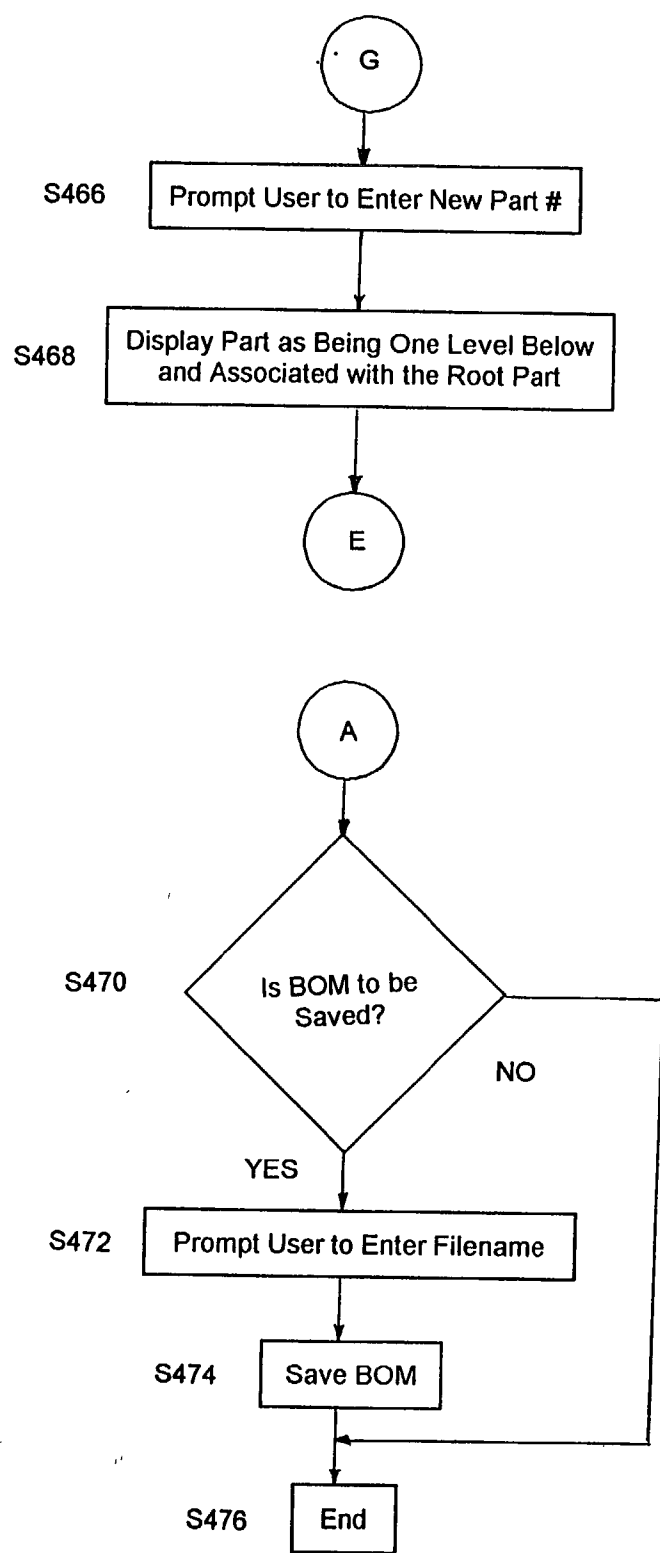 G
S466
Prompt User to Enter New Part #
S468
Display Part as Being One Level Below
and Associated with the Root Part
E
A
S470
Is BOM to be
Saved?
NO
YES
S472
Prompt User to Enter Filename
S474
Save BOM
S476
End